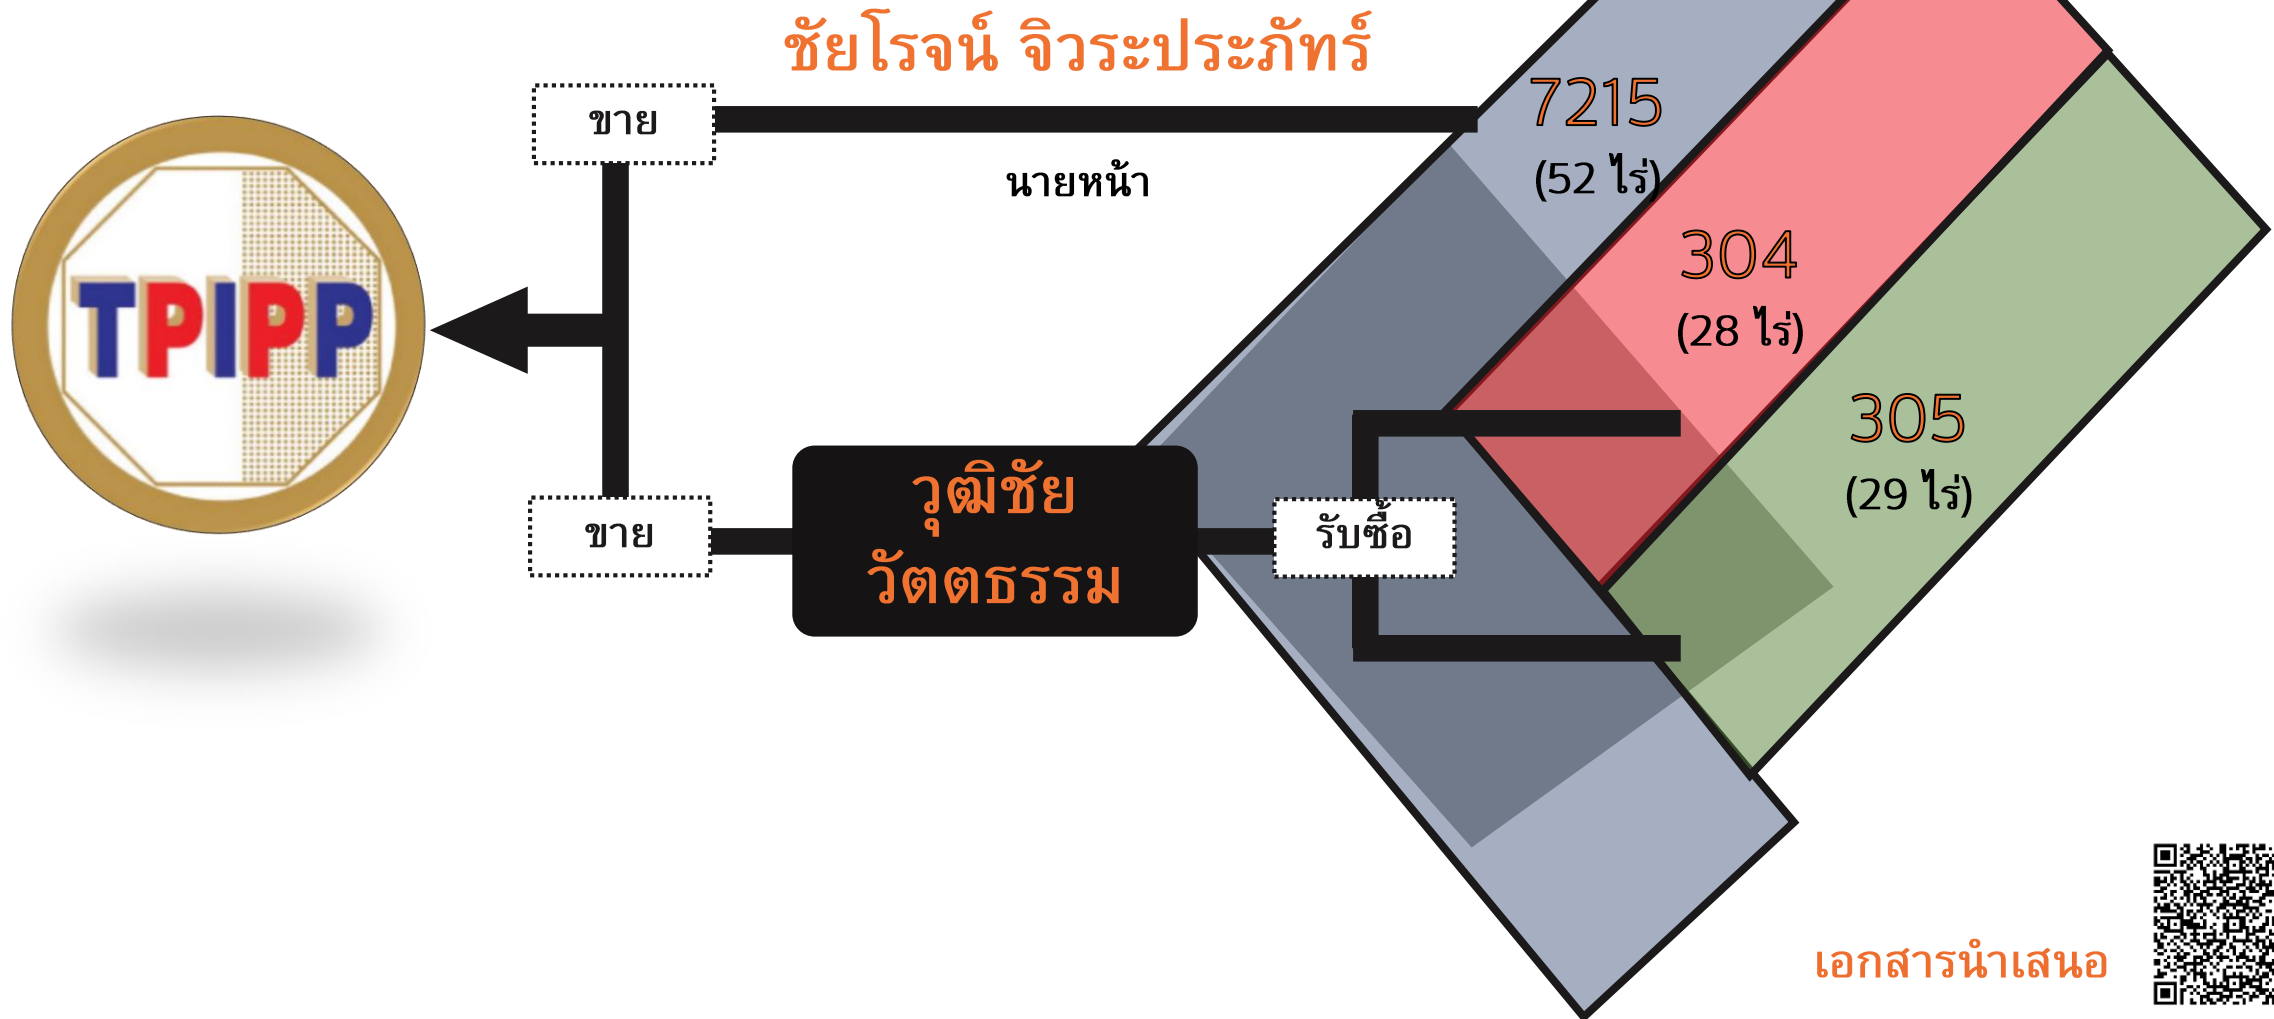 ชัยโรจน์ จิวระประภัทร์
ขาย
นายหน้า
7215
(52 ไร่)
304
(28 ไร่)
TPIPP
305
(29 ไร่)
วุฒิชัย
วัตตธรรม
ขาย
รับซื้อ
เอกสารนำเสนอ